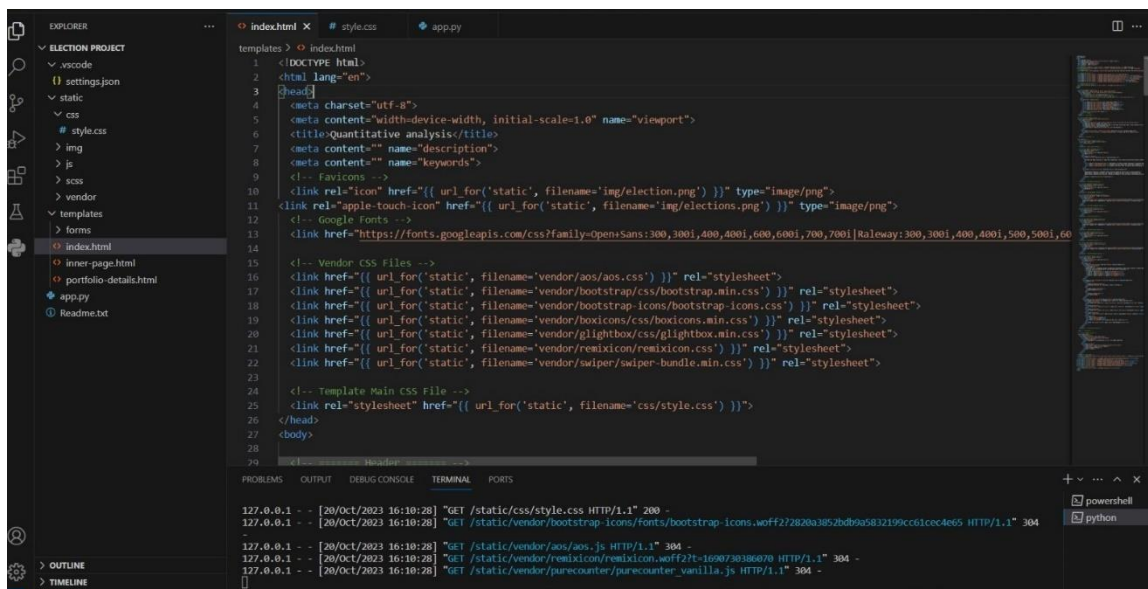 EXPLORER
ELECTION PROJECT
.vscode
settings.json
static
css
style.css
img
js
scss
vendor
templates
forms
index.html
inner-page.html
portfolio-details.html
app.py
Readme.txt
OUTLINE
TIMELINE
index.html # style.css app.py
templates > index.html
1 <!DOCTYPE html>
2 <html lang="en">
3 <head>
4 <meta charset="utf-8">
5 <meta content="width=device-width, initial-scale=1.0" name="viewport">
6 <title>Quantitative analysis</title>
7 <meta content="" name="description">
8 <meta content="" name="keywords">
9 <!-- Favicons -->
10 <link rel="icon" href="{{ url_for('static', filename='img/election.png') }}" type="image/png">
11 <link rel="apple-touch-icon" href="{{ url_for('static', filename='img/elections.png') }}" type="image/png">
12 <!-- Google Fonts -->
13 <link href="https://fonts.googleapis.com/css?family=Open+Sans:300,300i,400,400i,600,600i,700,700i|Raleway:300,300i,400,400i,500,500i,60
14
15 <!-- Vendor CSS Files -->
16 <link href="{{ url_for('static', filename='vendor/aos/aos.css') }}" rel="stylesheet">
17 <link href="{{ url_for('static', filename='vendor/bootstrap/css/bootstrap.min.css') }}" rel="stylesheet">
18 <link href="{{ url_for('static', filename='vendor/bootstrap-icons/bootstrap-icons.css') }}" rel="stylesheet">
19 <link href="{{ url_for('static', filename='vendor/boxicons/css/boxicons.min.css') }}" rel="stylesheet">
20 <link href="{{ url_for('static', filename='vendor/glightbox/css/glightbox.min.css') }}" rel="stylesheet">
21 <link href="{{ url_for('static', filename='vendor/remixicon/remixicon.css') }}" rel="stylesheet">
22 <link href="{{ url_for('static', filename='vendor/swiper/swiper-bundle.min.css') }}" rel="stylesheet">
23
24 <!-- Template Main CSS File -->
25 <link rel="stylesheet" href="{{ url_for('static', filename='css/style.css') }}">
26 </head>
27 <body>
28
29 <!-- ======= Header ======= -->
PROBLEMS OUTPUT DEBUG CONSOLE TERMINAL PORTS
127.0.0.1 - - [20/Oct/2023 16:10:28] "GET /static/css/style.css HTTP/1.1" 200 -
127.0.0.1 - - [20/Oct/2023 16:10:28] "GET /static/vendor/bootstrap-icons/fonts/bootstrap-icons.woff2?2820a3852bdb9a5832199cc61cec4e65 HTTP/1.1" 304
-
127.0.0.1 - - [20/Oct/2023 16:10:28] "GET /static/vendor/aos/aos.js HTTP/1.1" 304 -
127.0.0.1 - - [20/Oct/2023 16:10:28] "GET /static/vendor/remixicon/remixicon.woff2?t=1690730386070 HTTP/1.1" 304 -
127.0.0.1 - - [20/Oct/2023 16:10:28] "GET /static/vendor/purecounter/purecounter_vanilla.js HTTP/1.1" 304 -
powershell
python